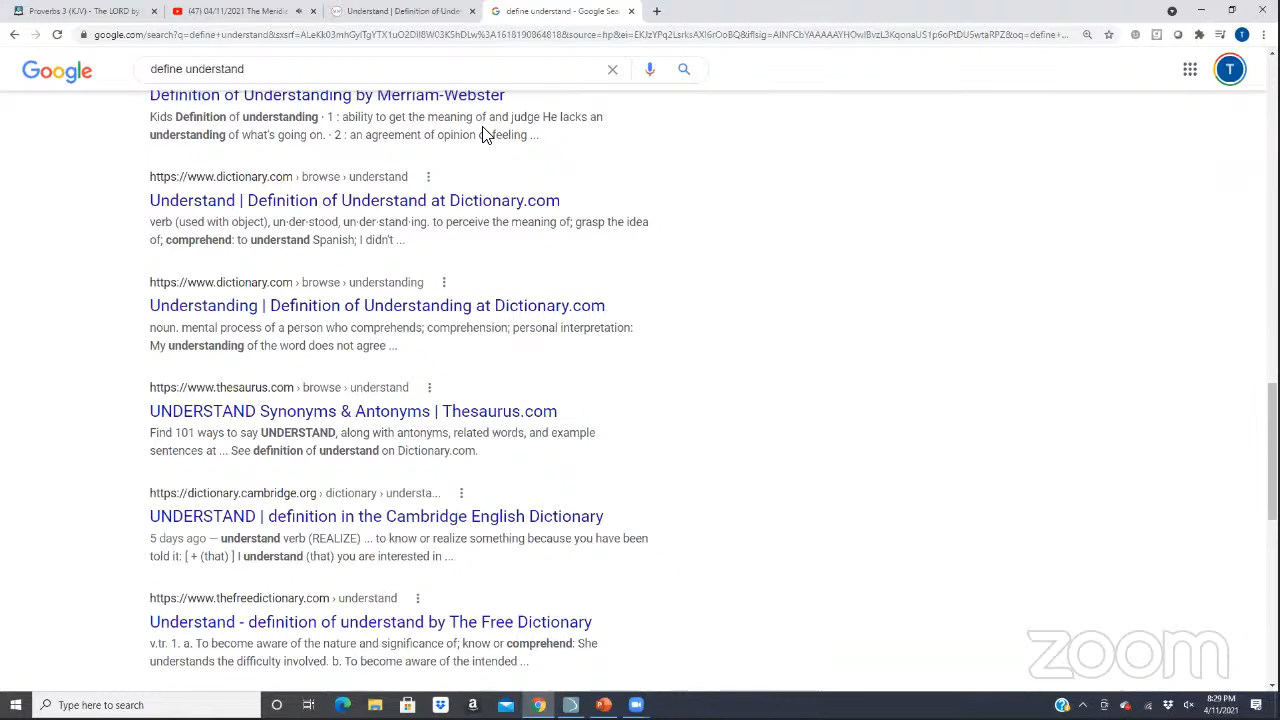 Proverbs 3 (KJV) - The LORD by
(47) 04/11/2021 The Meridi
Understand | Definition of Unde
define understand - Google Sea
Google
define understand
T
Definition of Understanding by Merriam-Webster
Kids Definition of understanding · 1 : ability to get the meaning of and judge He lacks an
understanding of what's going on. · 2 : an agreement of opinion feeling ...
https://www.dictionary.com › browse › understand
Understand | Definition of Understand at Dictionary.com
verb (used with object), un·der·stood, un·der·stand·ing. to perceive the meaning of; grasp the idea
of; comprehend: to understand Spanish; I didn't ...
https://www.dictionary.com › browse › understanding
Understanding | Definition of Understanding at Dictionary.com
noun. mental process of a person who comprehends; comprehension; personal interpretation:
My understanding of the word does not agree ...
https://www.thesaurus.com › browse › understand
UNDERSTAND Synonyms & Antonyms | Thesaurus.com
Find 101 ways to say UNDERSTAND, along with antonyms, related words, and example
sentences at ... See definition of understand on Dictionary.com.
https://dictionary.cambridge.org › dictionary › understa...
UNDERSTAND | definition in the Cambridge English Dictionary
5 days ago — understand verb (REALIZE) ... to know or realize something because you have been
told it: [ + (that) ] I understand (that) you are interested in ...
https://www.thefreedictionary.com › understand
Understand - definition of understand by The Free Dictionary
v.tr. 1. a. To become aware of the nature and significance of; know or comprehend: She
understands the difficulty involved. b. To become aware of the intended ...
zoom
Type here to search
8:29 PM
4/11/2021